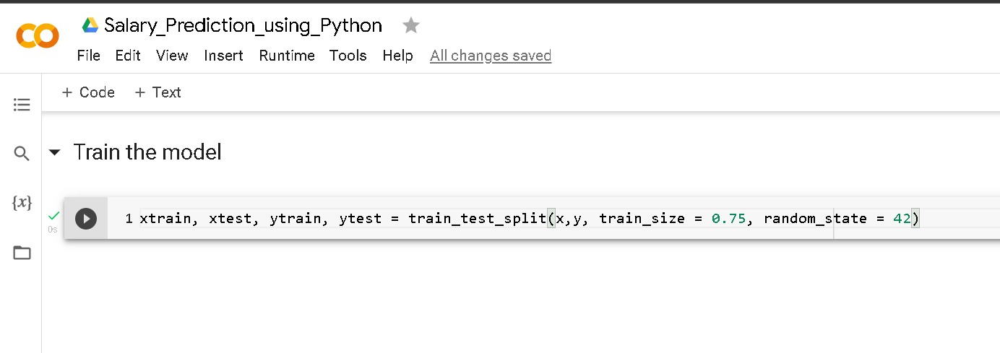 Salary_Prediction_using_Python
File Edit View Insert Runtime Tools Help All changes saved
+ Code + Text
Train the model
{x}
0s
1 xtrain, xtest, ytrain, ytest = train_test_split(x,y, train_size = 0.75, random_state = 42)